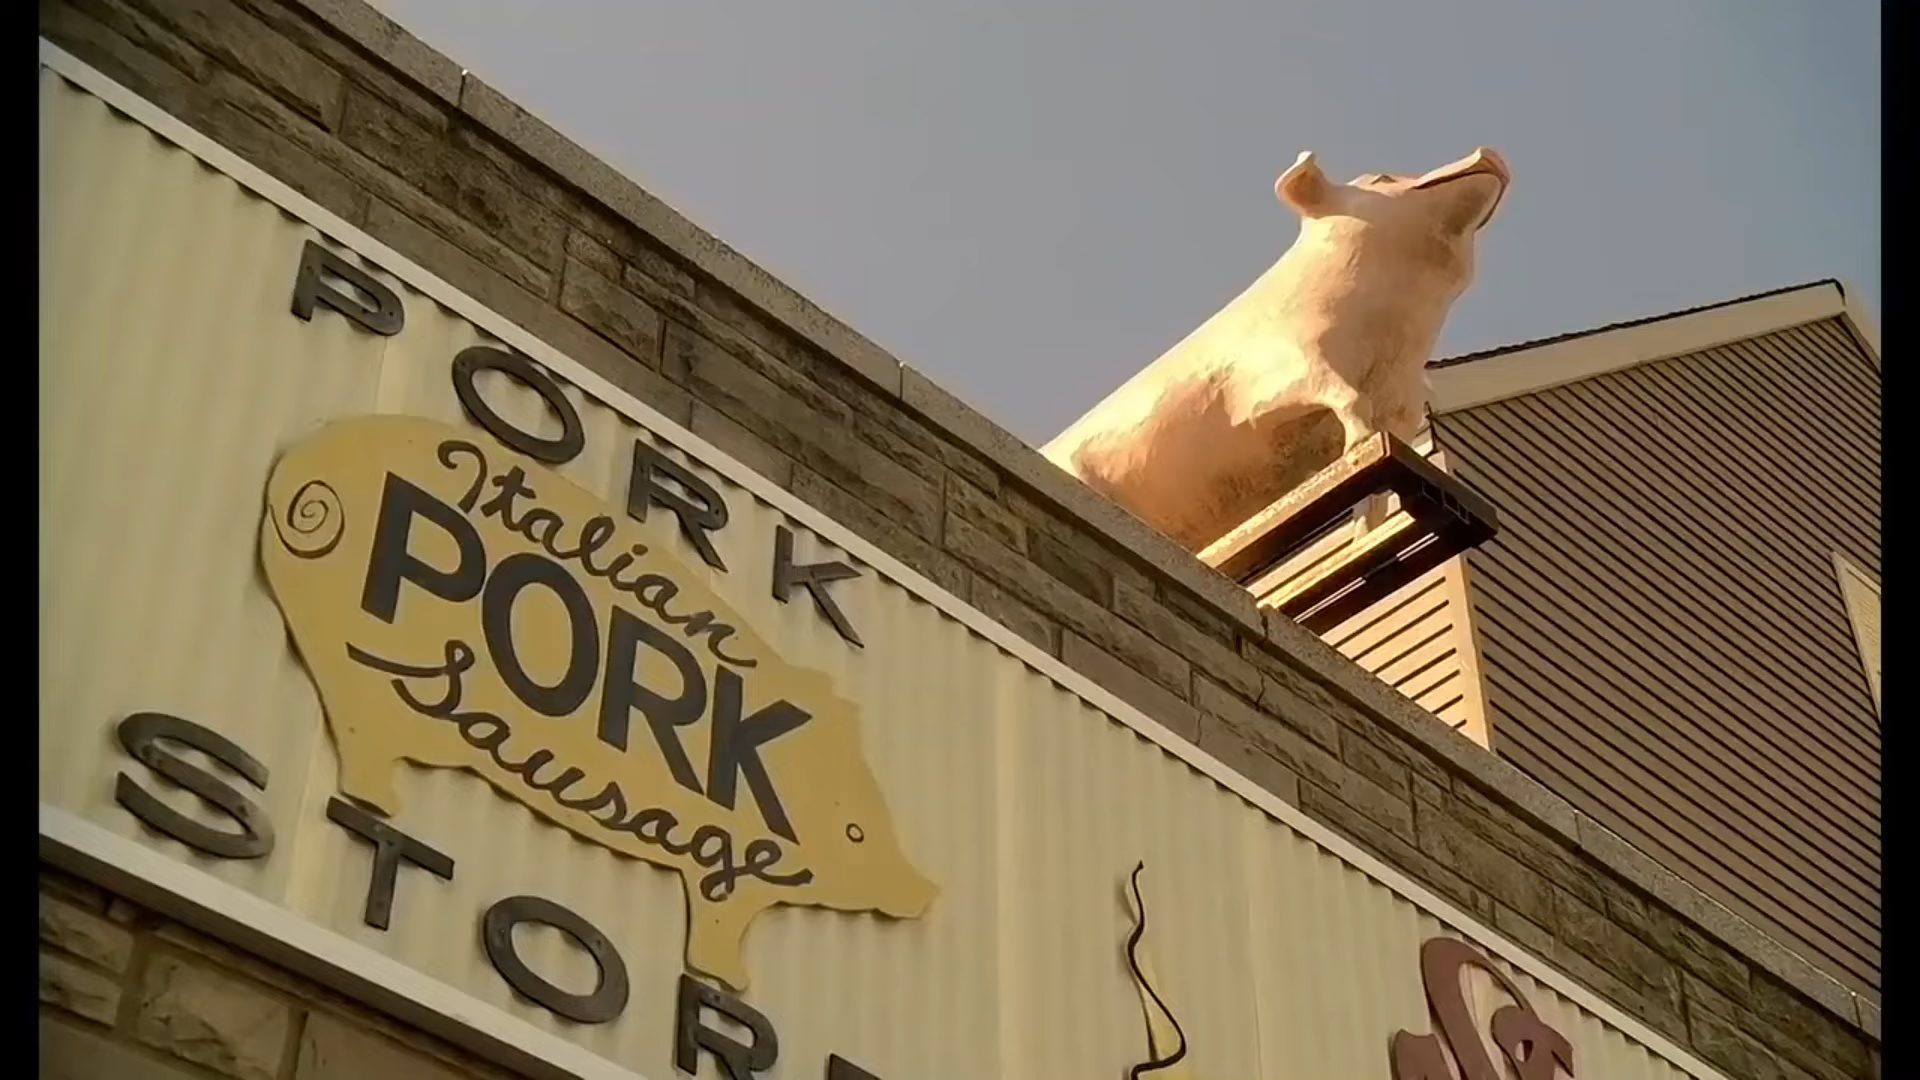 PORK
Italian
PORK
Sausage
STOR